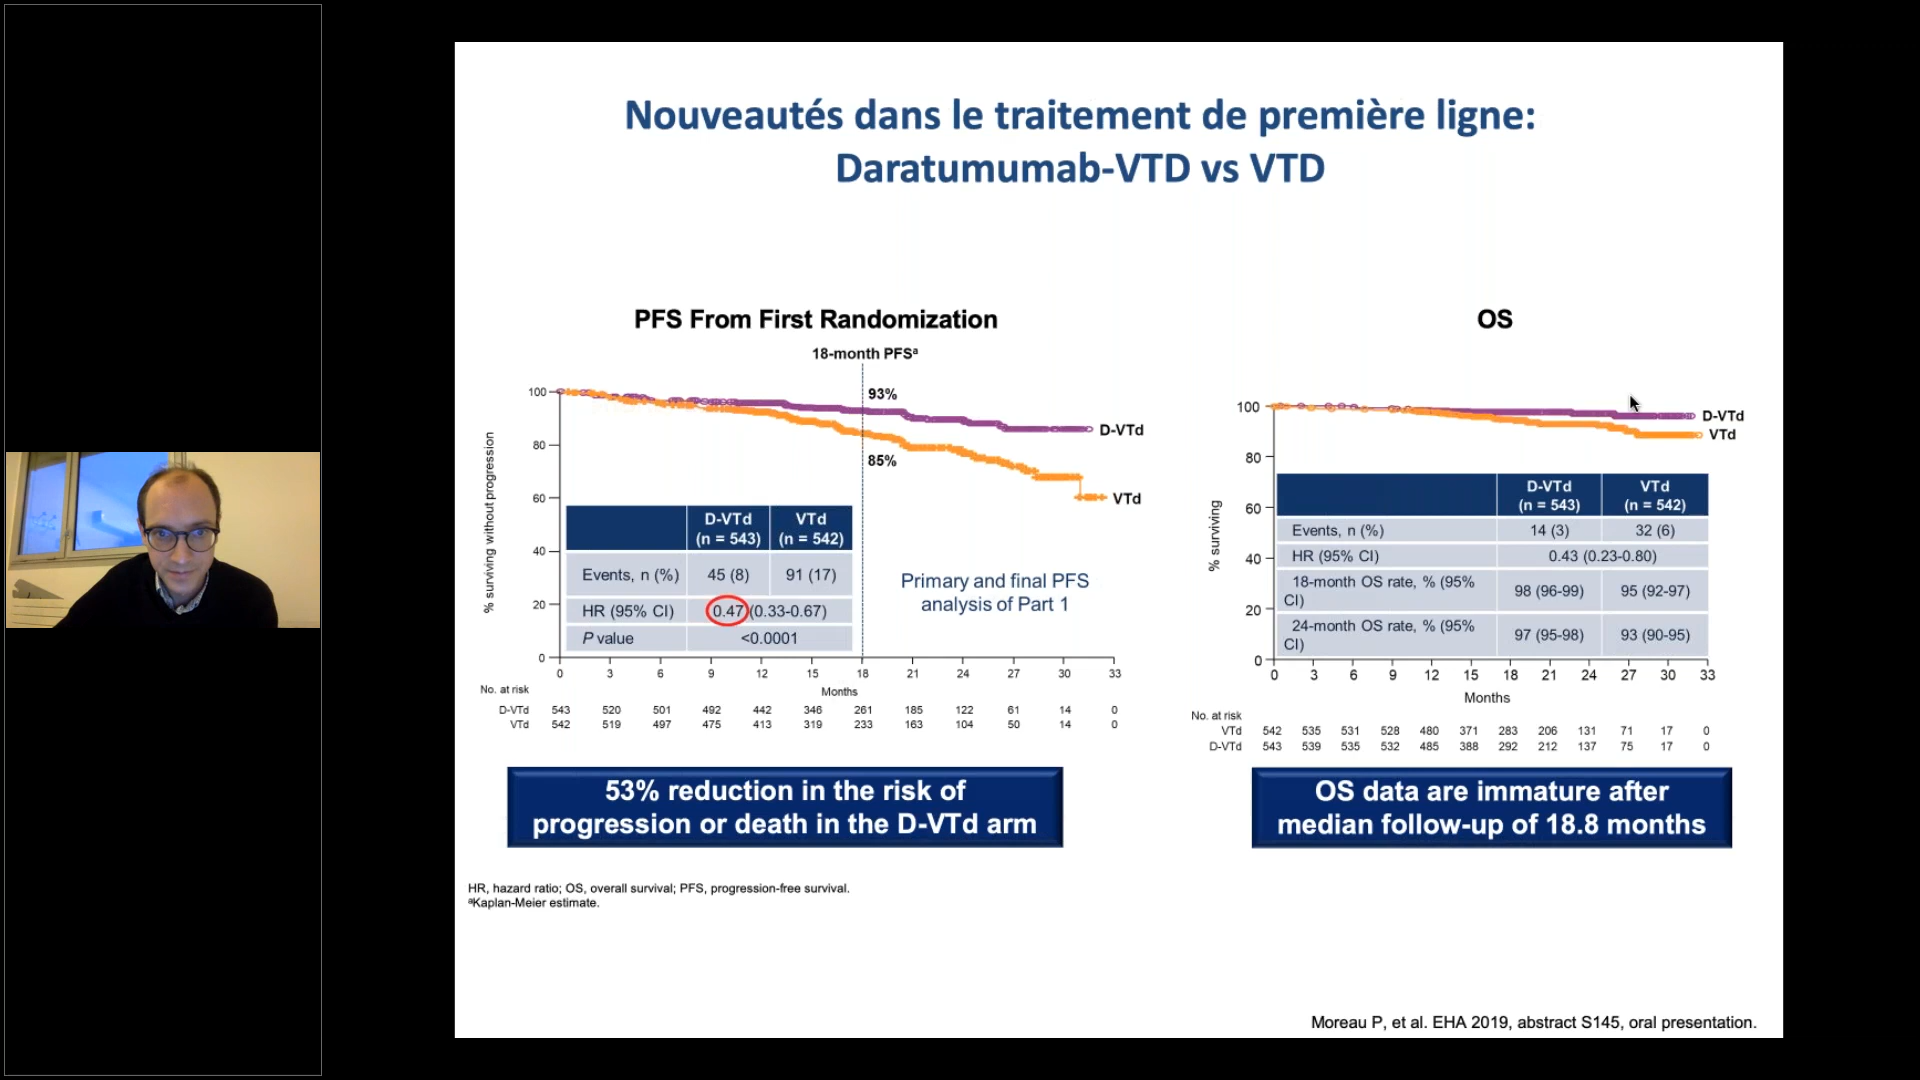 Nouveautés dans le traitement de première ligne:
Daratumumab-VTD vs VTD
PFS From First Randomization
18-month PFSᵃ
93%
85%
D-VTd
VTd
% surviving without progression
100
80
60
40
20
0
D-VTd (n = 543) VTd (n = 542)
Events, n (%) 45 (8) 91 (17)
HR (95% CI) 0.47 (0.33-0.67)
P value <0.0001
Primary and final PFS
analysis of Part 1
0 3 6 9 12 15 18 21 24 27 30 33
Months
No. at risk
D-VTd 543 520 501 492 442 346 261 185 122 61 14 0
VTd 542 519 497 475 413 319 233 163 104 50 14 0
53% reduction in the risk of
progression or death in the D-VTd arm
OS
D-VTd
VTd
% surviving
100
80
60
40
20
0
D-VTd (n = 543) VTd (n = 542)
Events, n (%) 14 (3) 32 (6)
HR (95% CI) 0.43 (0.23-0.80)
18-month OS rate, % (95% CI) 98 (96-99) 95 (92-97)
24-month OS rate, % (95% CI) 97 (95-98) 93 (90-95)
0 3 6 9 12 15 18 21 24 27 30 33
Months
No. at risk
VTd 542 535 531 528 480 371 283 206 131 71 17 0
D-VTd 543 539 535 532 485 388 292 212 137 75 17 0
OS data are immature after
median follow-up of 18.8 months
HR, hazard ratio; OS, overall survival; PFS, progression-free survival.
ᵃKaplan-Meier estimate.
Moreau P, et al. EHA 2019, abstract S145, oral presentation.